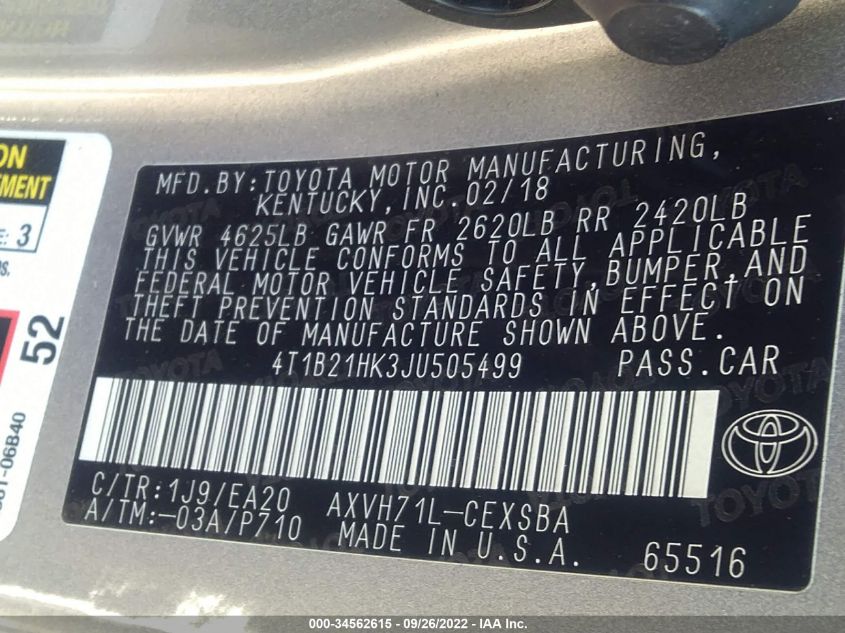 MFD.BY:TOYOTA MOTOR MANUFACTURING,
KENTUCKY,INC.02/18
GVWR 4625LB GAWR FR 2620LB RR 2420LB
THIS VEHICLE CONFORMS TO ALL APPLICABLE
FEDERAL MOTOR VEHICLE SAFETY,BUMPER,AND
THEFT PREVENTION STANDARDS IN EFFECT ON
THE DATE OF MANUFACTURE SHOWN ABOVE.
4T1B21HK3JU505499 PASS.CAR
C/TR:1J9/EA20 AXVH71L-CEXSBA
A/TM:-03A/P710 MADE IN U.S.A. 65516
TOYOTA
ON
EMENT
E: 3
52
06B40
000-34562615 - 09/26/2022 - IAA Inc.